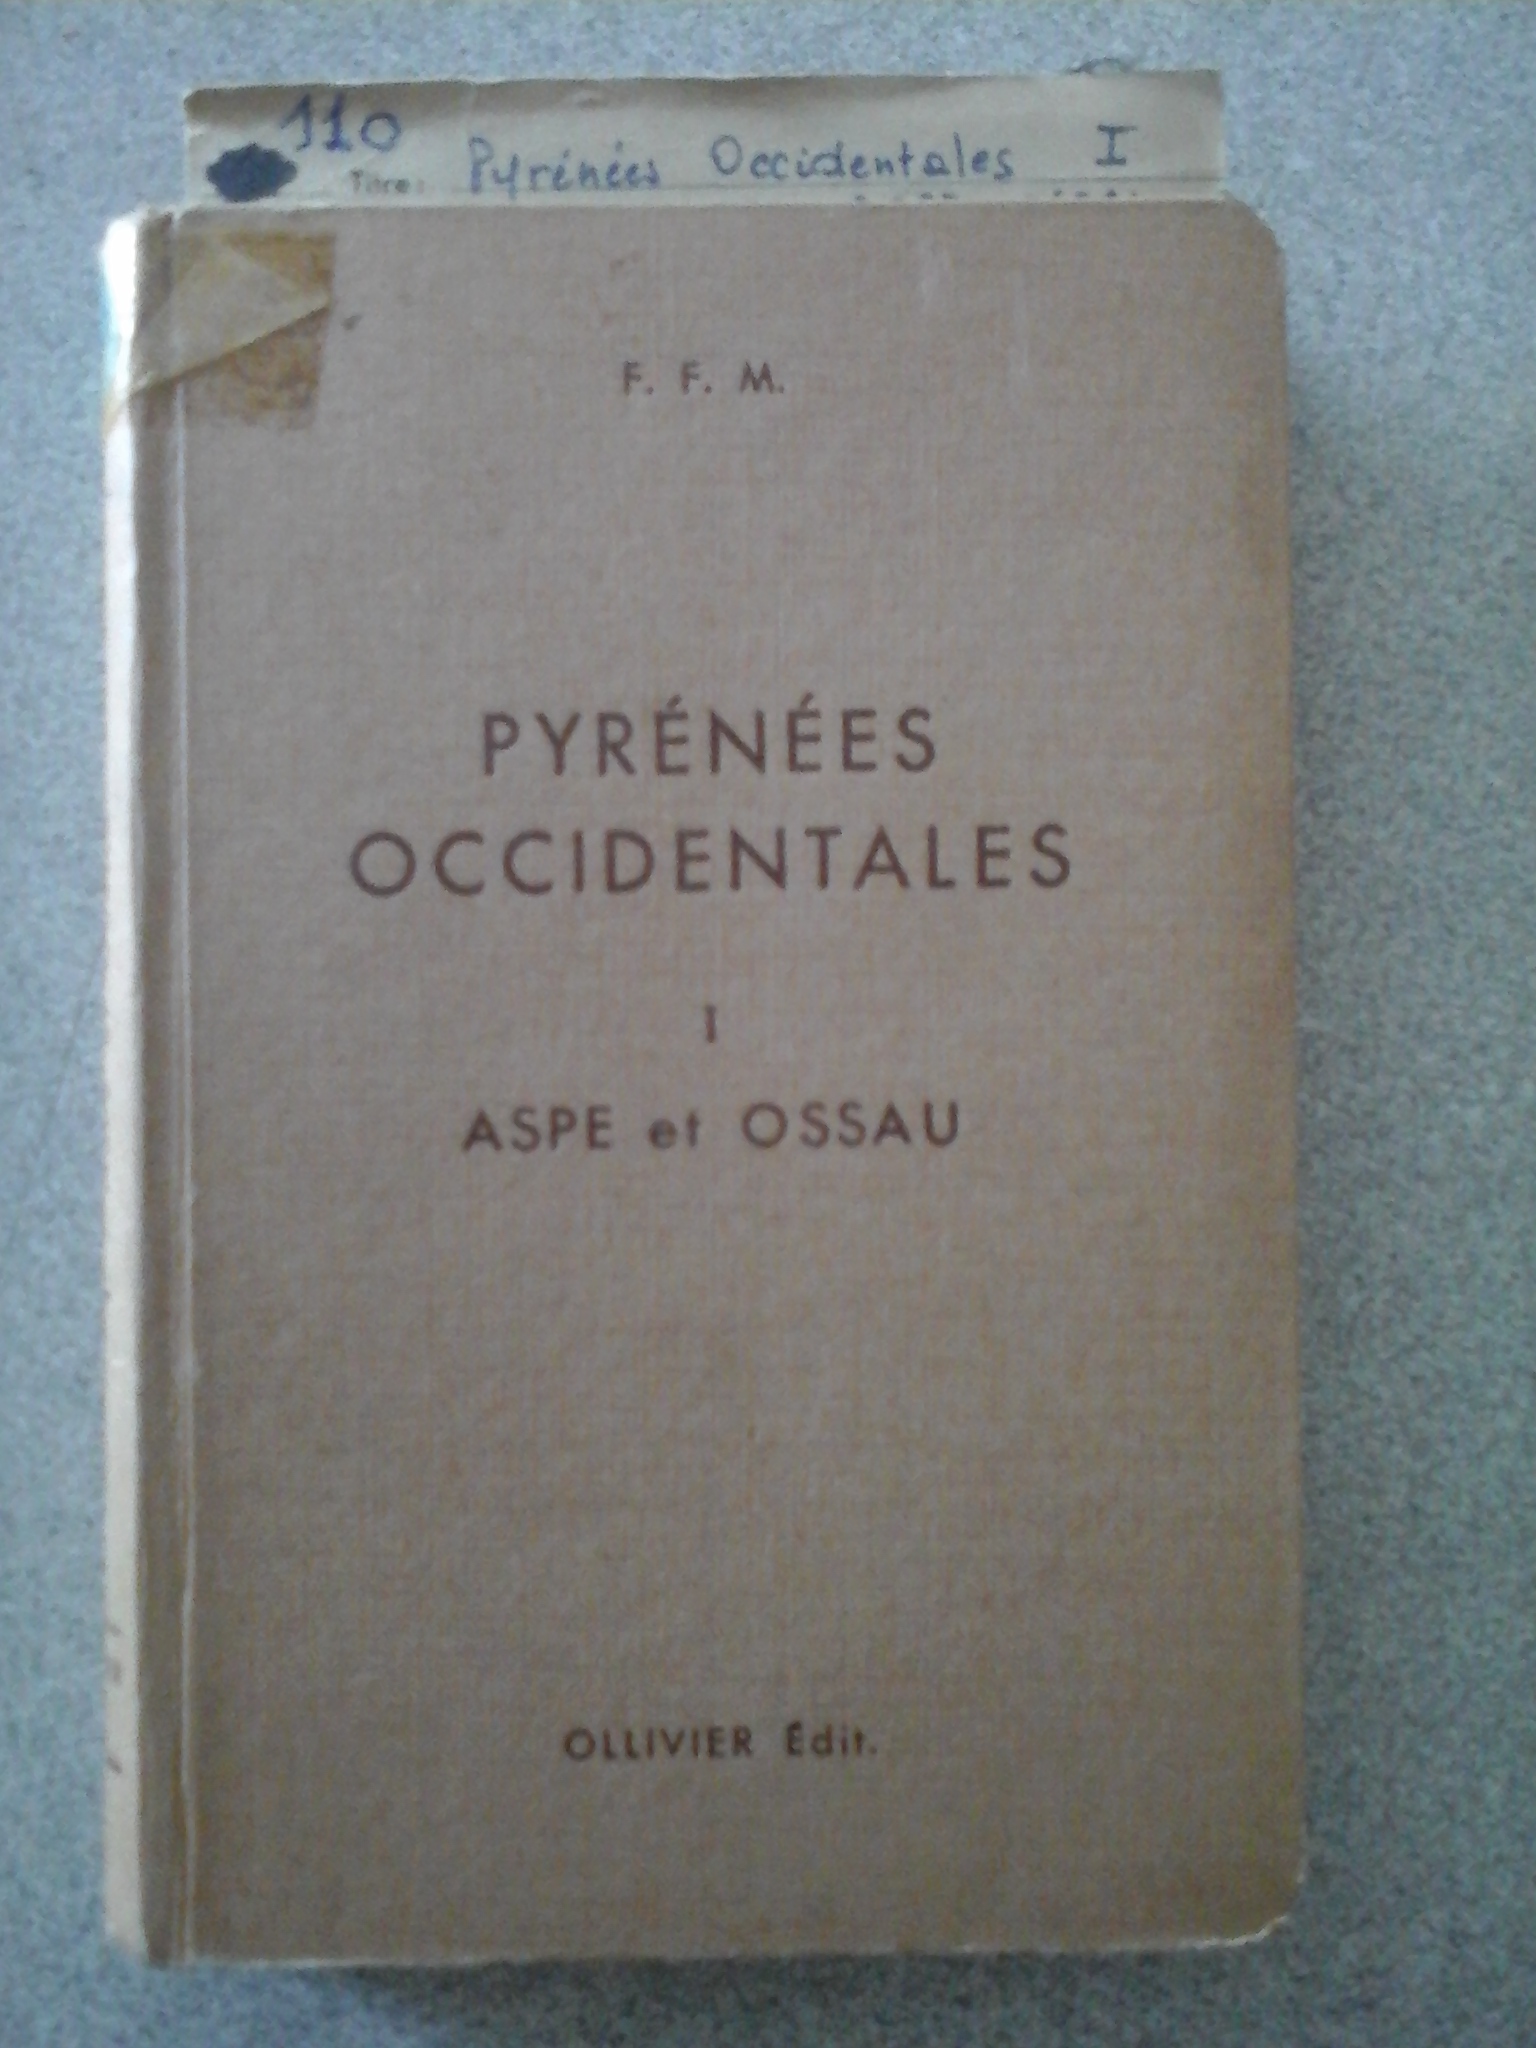 110
Titre: Pyrénées Occidentales I
F. F. M.
PYRÉNÉES
OCCIDENTALES
I
ASPE et OSSAU
OLLIVIER Édit.